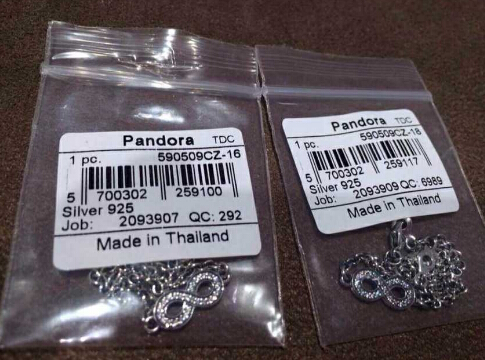 Pandora TDC
1 pc. 590509CZ-16
5 700302 259100
Silver 925
Job: 2093907 QC: 292
Made in Thailand
Pandora TDC
1 pc. 590509CZ-18
5 700302 259117
Silver 925
Job: 2093909 QC: 6989
Made in Thailand